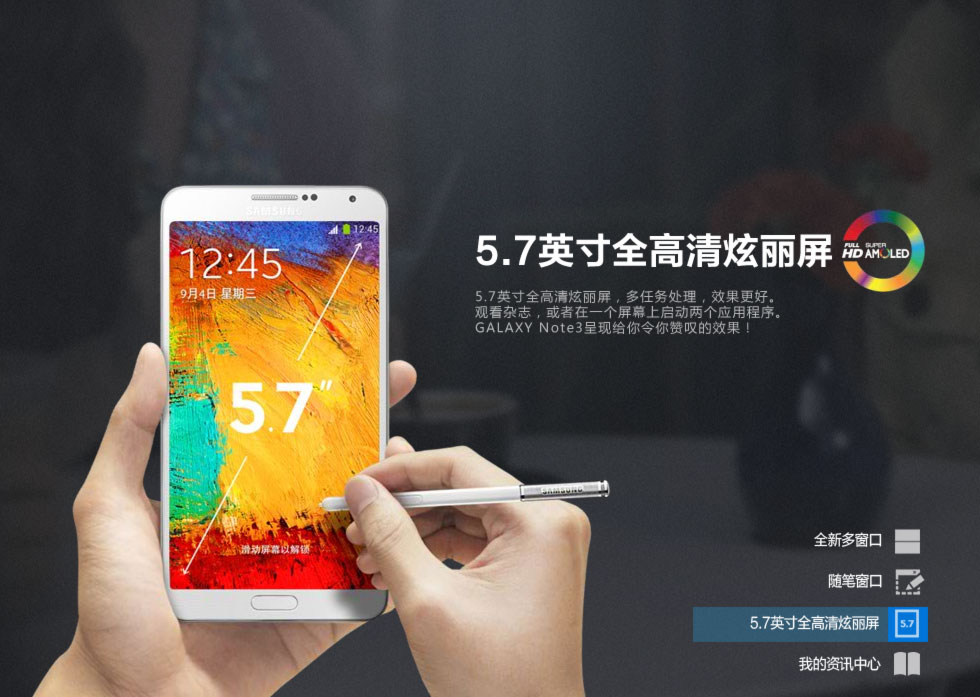 SAMSUNG
12:45
12:45
9月4日 星期三
5.7"
滑动屏幕以解锁
SAMSUNG
5.7英寸全高清炫丽屏
FULL HD SUPER AMOLED
5.7英寸全高清炫丽屏，多任务处理，效果更好。
观看杂志，或者在一个屏幕上启动两个应用程序。
GALAXY Note3呈现给你令你赞叹的效果！
全新多窗口
随笔窗口
5.7英寸全高清炫丽屏
5.7
我的资讯中心